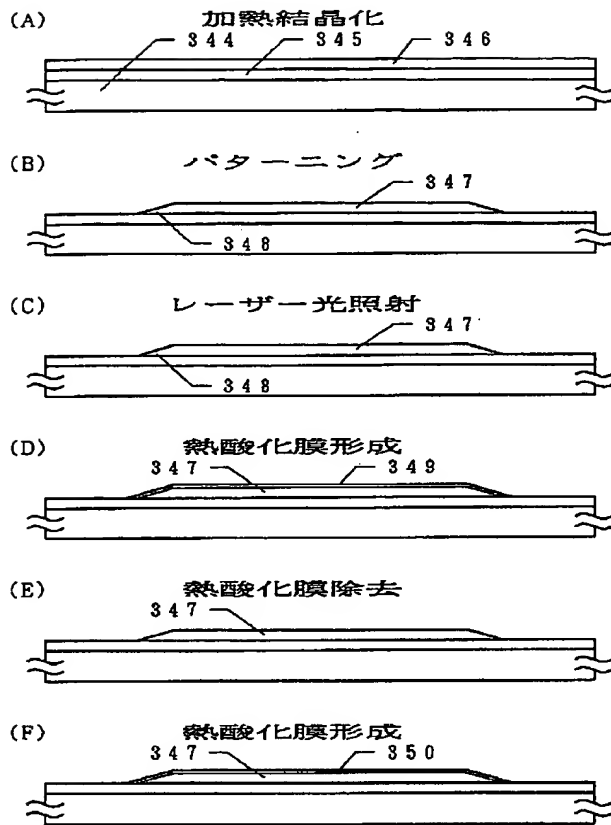 (A) 加熱結晶化
344 345 346
(B) パターニング
347
348
(C) レーザー光照射
347
348
(D) 熱酸化膜形成
347 349
(E) 熱酸化膜除去
347
(F) 熱酸化膜形成
347 350